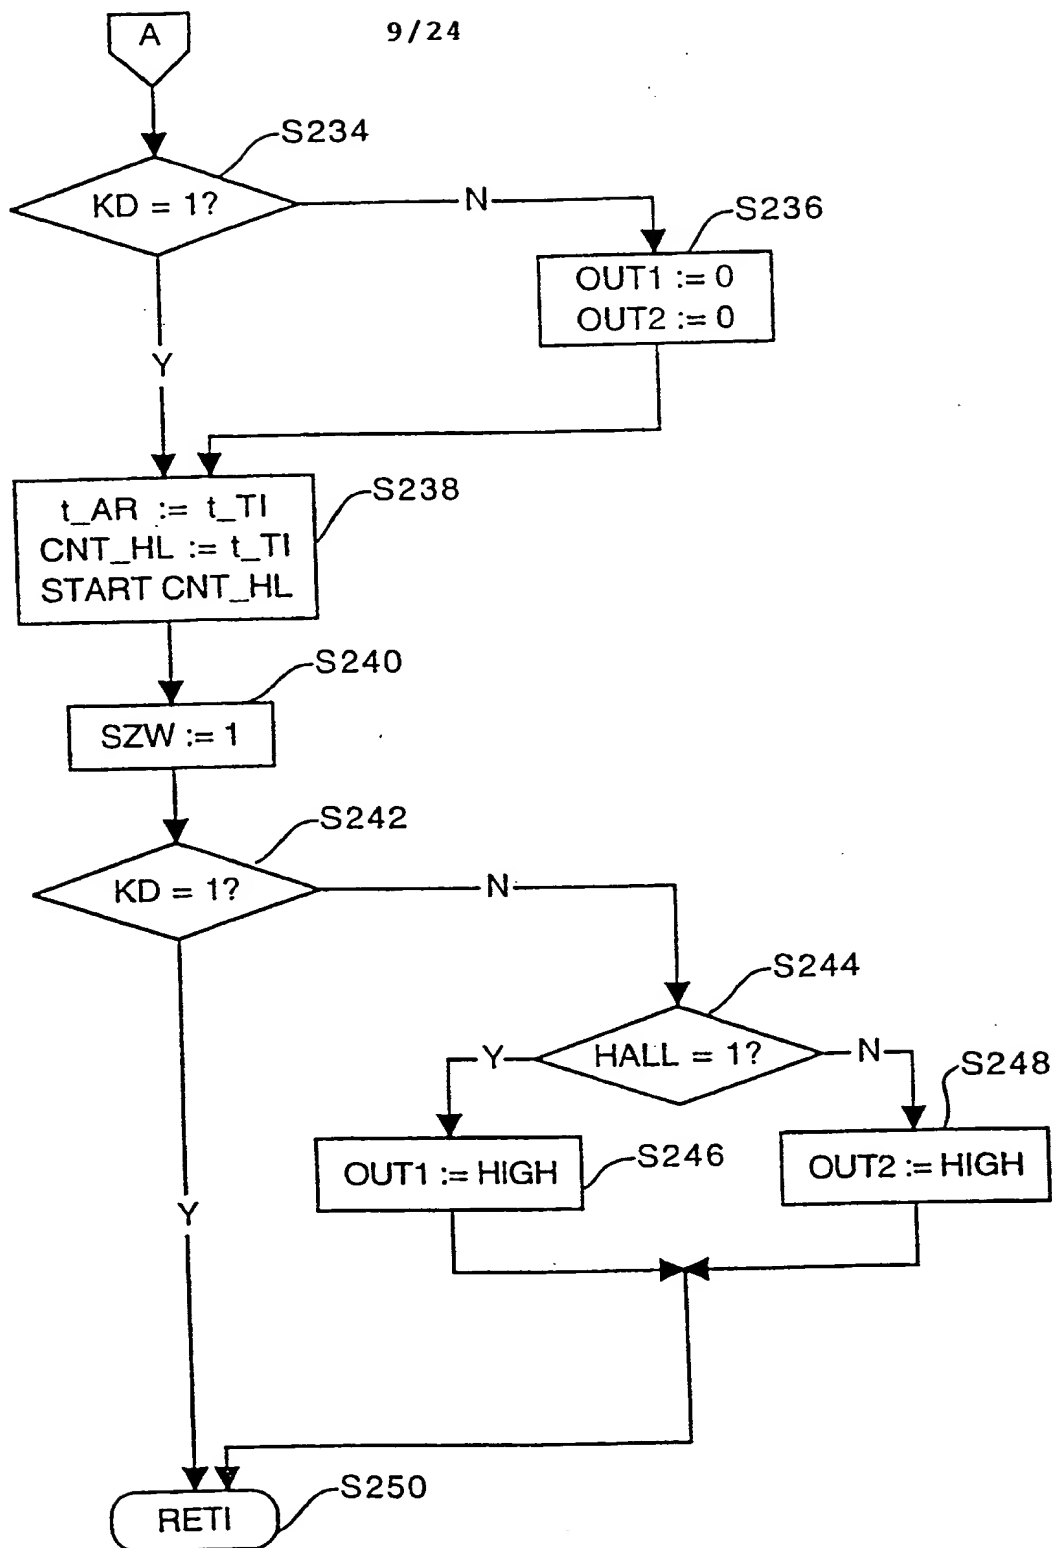 A
9/24
S234
KD = 1?
N
S236
OUT1 := 0
OUT2 := 0
Y
S238
t_AR := t_TI
CNT_HL := t_TI
START CNT_HL
S240
SZW := 1
S242
KD = 1?
N
S244
Y
HALL = 1?
N
S248
OUT1 := HIGH
S246
OUT2 := HIGH
Y
S250
RETI